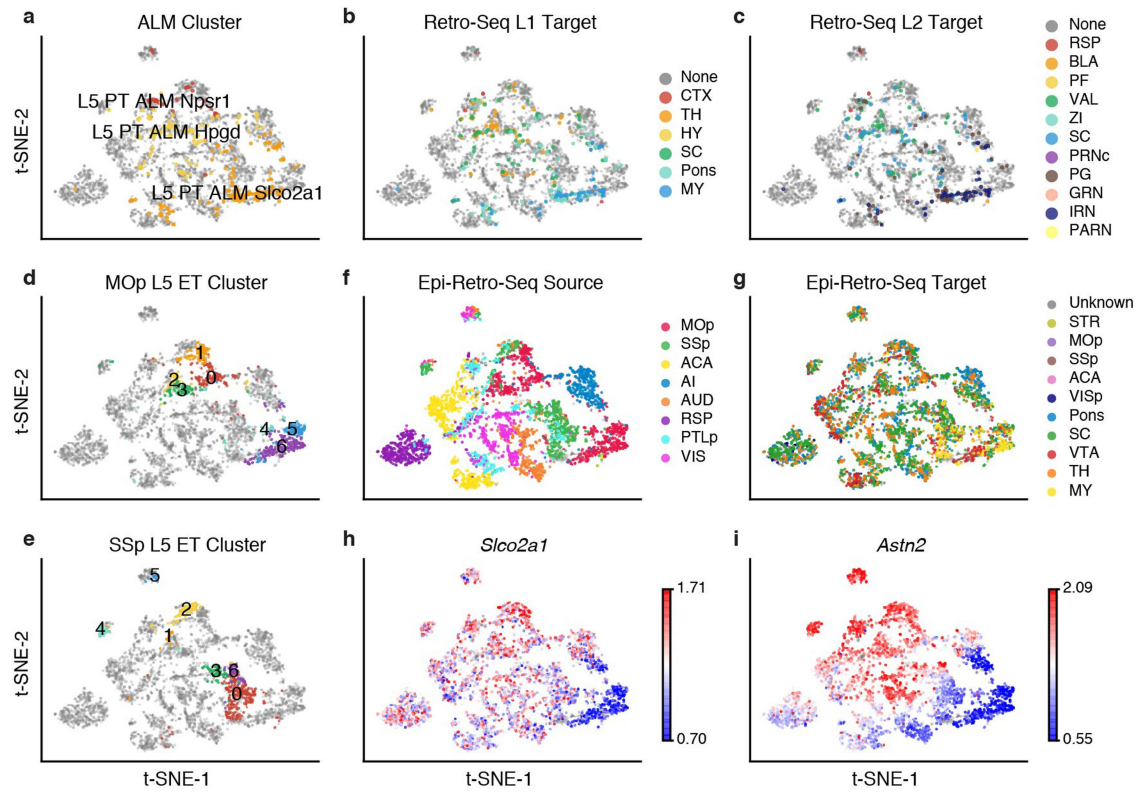 a
ALM Cluster
L5 PT ALM Npsr1
L5 PT ALM Hpgd
L5 PT ALM Slco2a1
t-SNE-2
b
Retro-Seq L1 Target
None
CTX
TH
HY
SC
Pons
MY
c
Retro-Seq L2 Target
None
RSP
BLA
PF
VAL
ZI
SC
PRNc
PG
GRN
IRN
PARN
d
MOp L5 ET Cluster
1
2
0
3
4
5
6
t-SNE-2
f
Epi-Retro-Seq Source
MOp
SSp
ACA
AI
AUD
RSP
PTLp
VIS
g
Epi-Retro-Seq Target
Unknown
STR
MOp
SSp
ACA
VISp
Pons
SC
VTA
TH
MY
e
SSp L5 ET Cluster
5
2
4
1
3
6
0
t-SNE-2
t-SNE-1
h
Slco2a1
1.71
0.70
t-SNE-1
i
Astn2
2.09
0.55
t-SNE-1